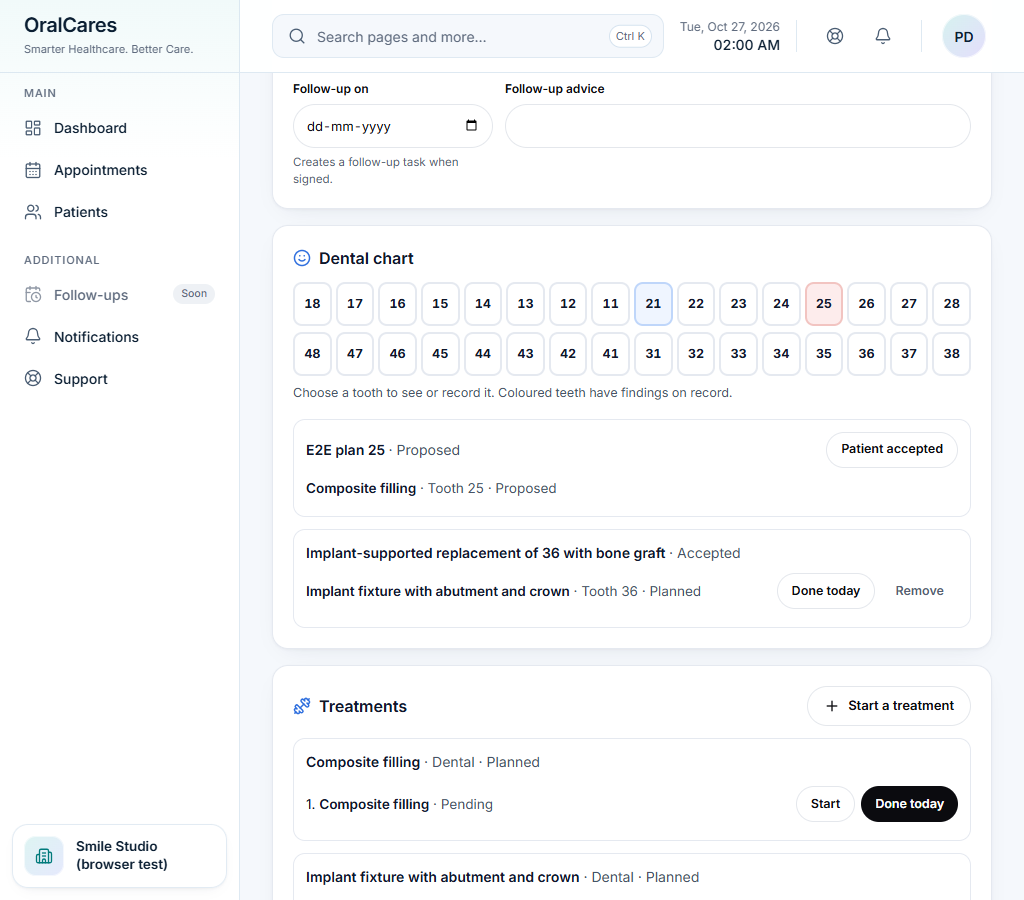 OralCares
Smarter Healthcare. Better Care.
MAIN
Dashboard
Appointments
Patients
ADDITIONAL
Follow-ups Soon
Notifications
Support
Smile Studio
(browser test)
Search pages and more... Ctrl K
Tue, Oct 27, 2026
02:00 AM
PD
Follow-up on Follow-up advice
dd-mm-yyyy
Creates a follow-up task when
signed.
Dental chart
18 17 16 15 14 13 12 11 21 22 23 24 25 26 27 28
48 47 46 45 44 43 42 41 31 32 33 34 35 36 37 38
Choose a tooth to see or record it. Coloured teeth have findings on record.
E2E plan 25 · Proposed Patient accepted
Composite filling · Tooth 25 · Proposed
Implant-supported replacement of 36 with bone graft · Accepted
Implant fixture with abutment and crown · Tooth 36 · Planned Done today Remove
Treatments + Start a treatment
Composite filling · Dental · Planned
1. Composite filling · Pending Start Done today
Implant fixture with abutment and crown · Dental · Planned